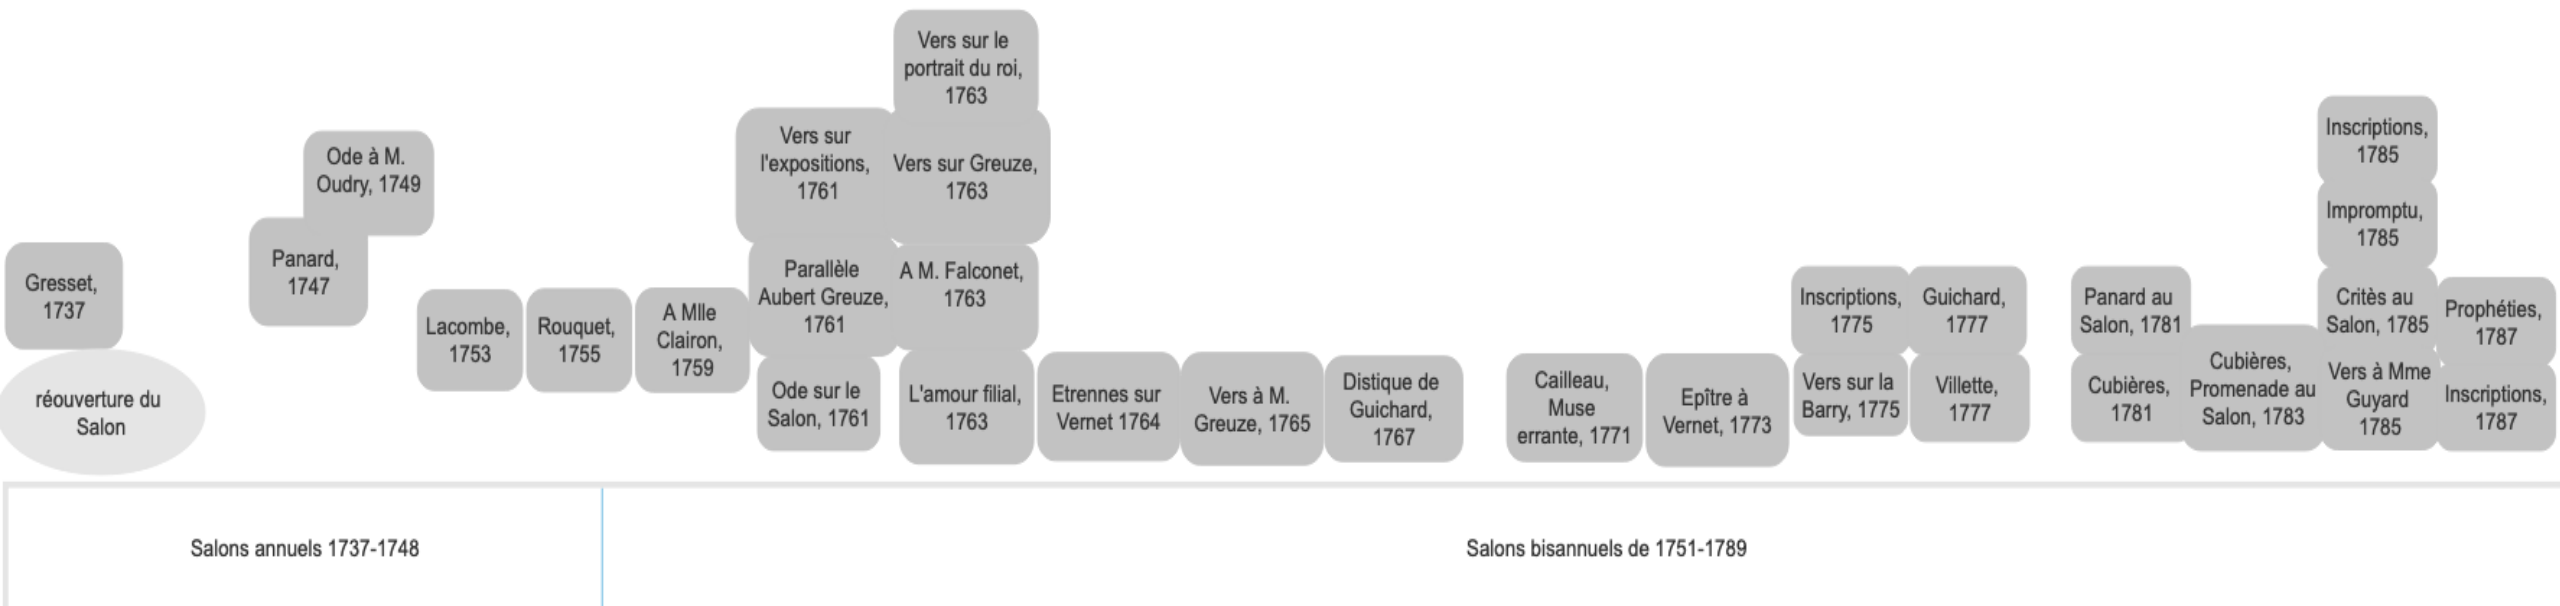 Gresset,
1737
réouverture du
Salon
Panard,
1747
Ode à M.
Oudry, 1749
Lacombe,
1753
Rouquet,
1755
A Mlle
Clairon,
1759
Vers sur
l'expositions,
1761
Parallèle
Aubert Greuze,
1761
Ode sur le
Salon, 1761
Vers sur le
portrait du roi,
1763
Vers sur Greuze,
1763
A M. Falconet,
1763
L'amour filial,
1763
Etrennes sur
Vernet 1764
Vers à M.
Greuze, 1765
Distique de
Guichard,
1767
Cailleau,
Muse
errante, 1771
Epître à
Vernet, 1773
Inscriptions,
1775
Vers sur la
Barry, 1775
Guichard,
1777
Villette,
1777
Panard au
Salon, 1781
Cubières,
1781
Cubières,
Promenade au
Salon, 1783
Inscriptions,
1785
Impromptu,
1785
Critès au
Salon, 1785
Vers à Mme
Guyard
1785
Prophéties,
1787
Inscriptions,
1787
Salons annuels 1737-1748
Salons bisannuels de 1751-1789